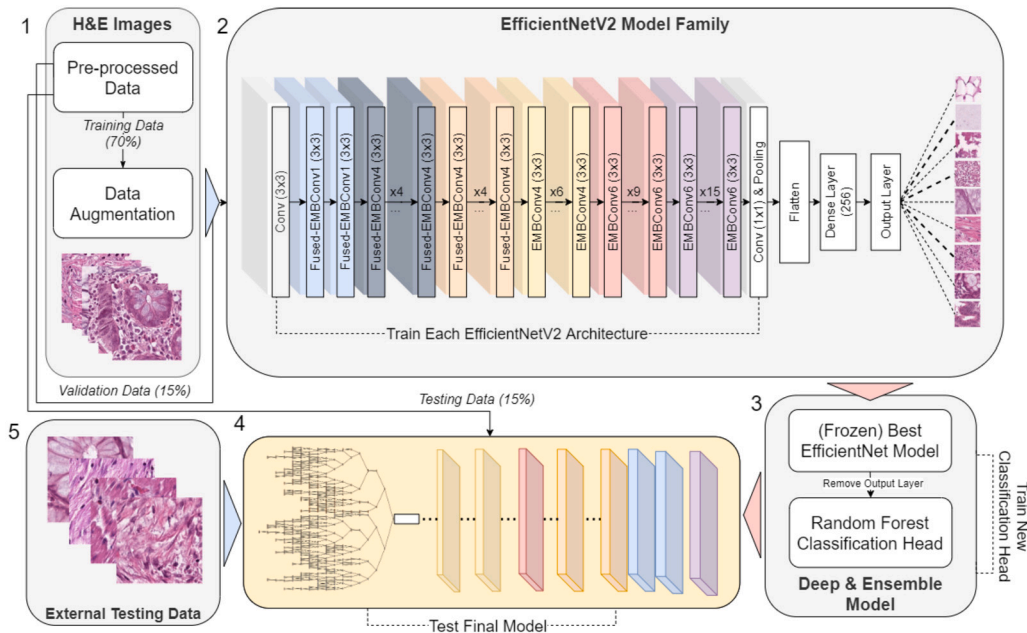 1
H&E Images
Pre-processed
Data
Training Data
(70%)
Data
Augmentation
Validation Data (15%)
2
EfficientNetV2 Model Family
Conv (3x3)
Fused-EMBConv1 (3x3)
Fused-EMBConv1 (3x3)
Fused-EMBConv4 (3x3)
x4
...
Fused-EMBConv4 (3x3)
Fused-EMBConv4 (3x3)
x4
...
Fused-EMBConv4 (3x3)
EMBConv4 (3x3)
x6
...
EMBConv4 (3x3)
EMBConv6 (3x3)
x9
...
EMBConv6 (3x3)
EMBConv6 (3x3)
x15
...
EMBConv6 (3x3)
Conv (1x1) & Pooling
Flatten
Dense Layer
(256)
Output Layer
Train Each EfficientNetV2 Architecture
Testing Data (15%)
3
(Frozen) Best
EfficientNet Model
Remove Output Layer
Random Forest
Classification Head
Deep & Ensemble
Model
Train New
Classification Head
4
Test Final Model
5
External Testing Data